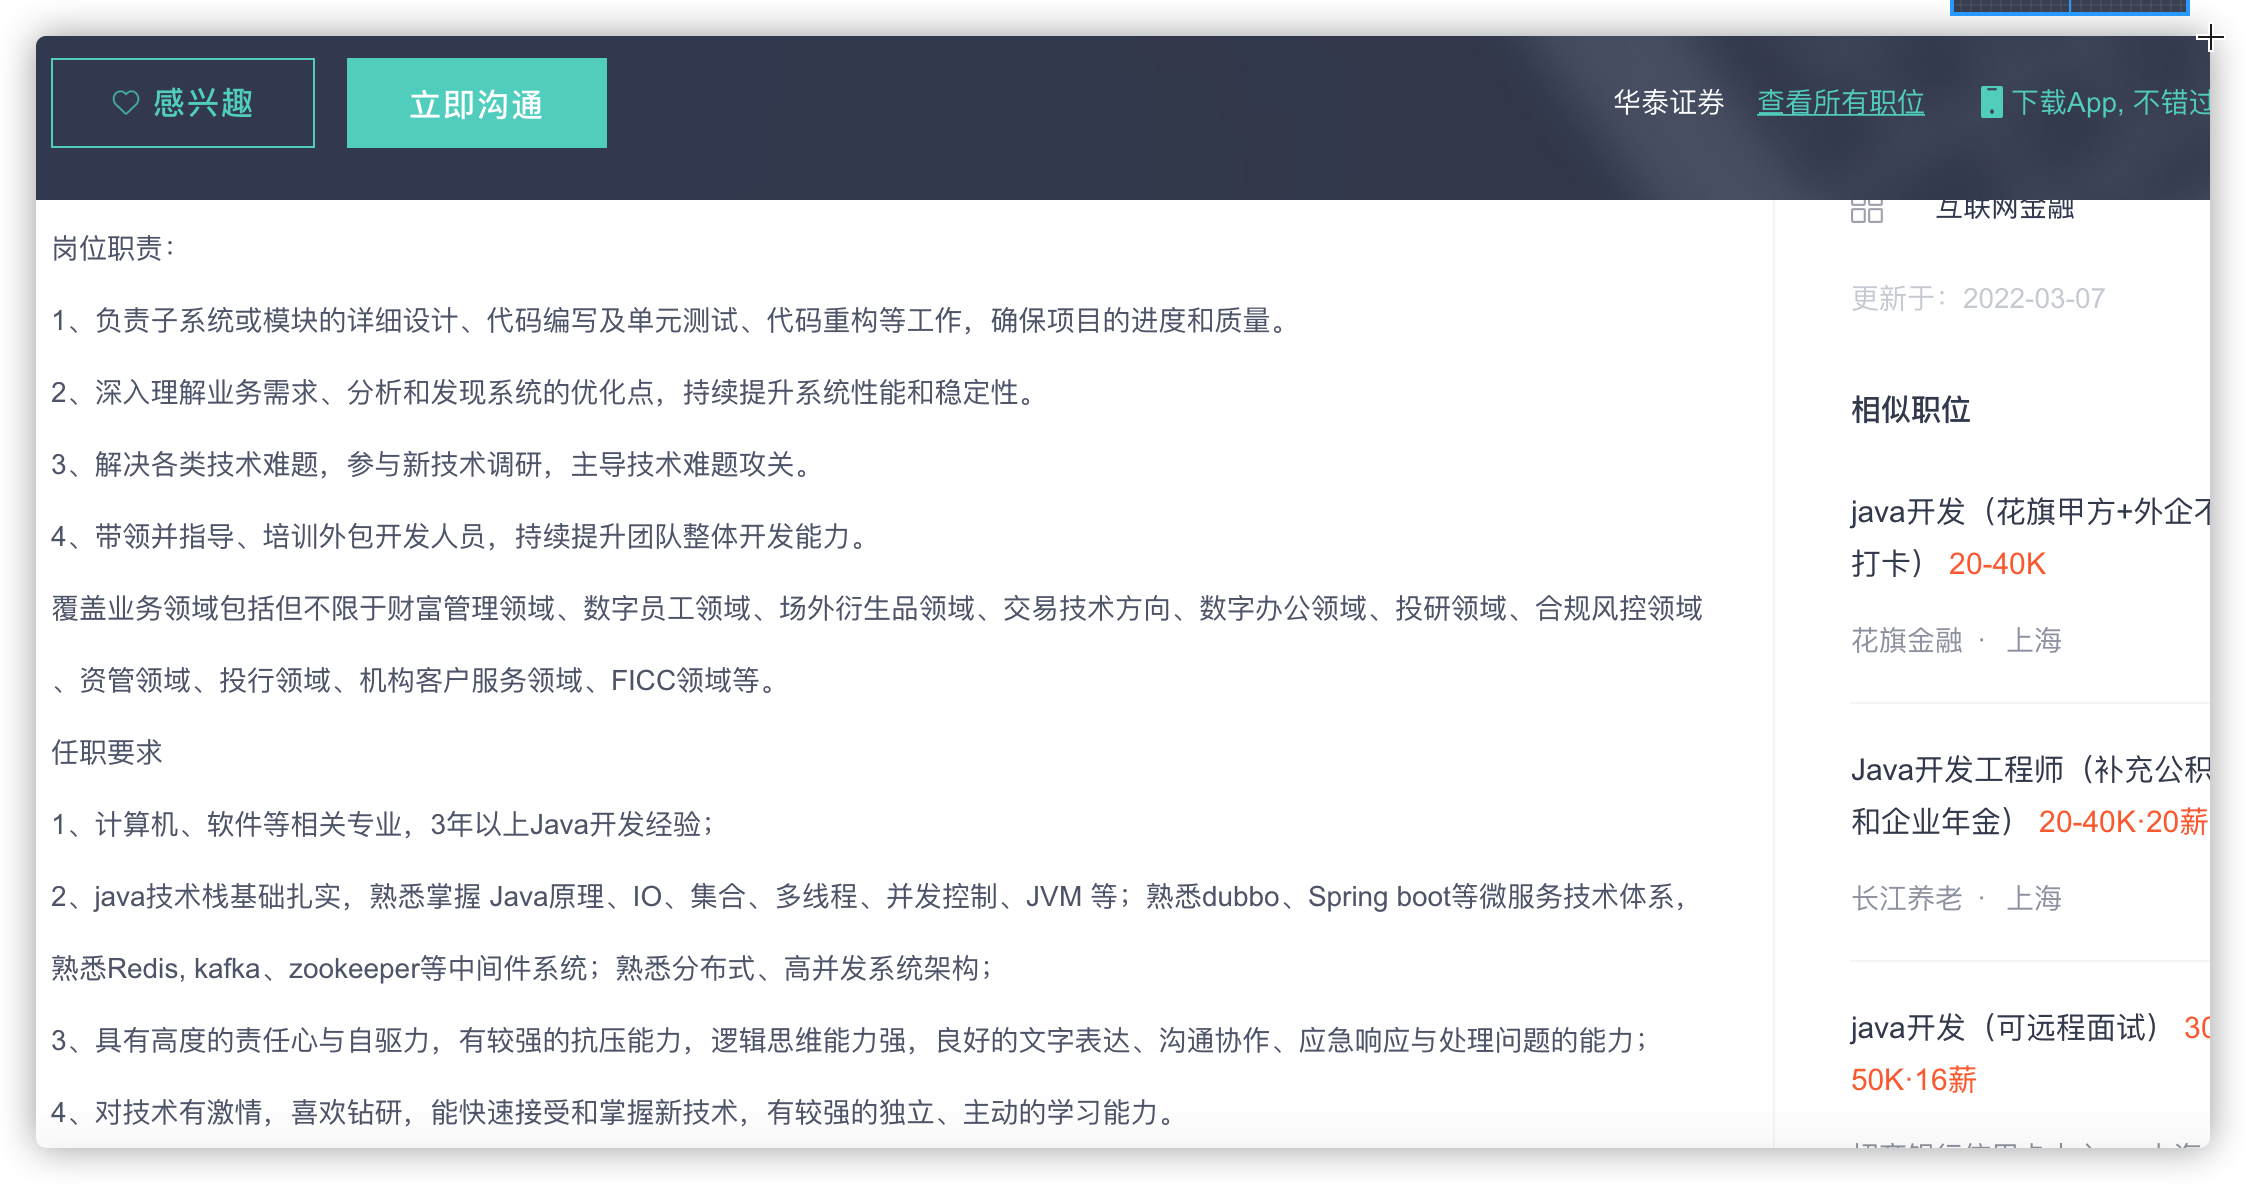 感兴趣
立即沟通
华泰证券 查看所有职位 下载App, 不错过
岗位职责：
1、负责子系统或模块的详细设计、代码编写及单元测试、代码重构等工作，确保项目的进度和质量。
2、深入理解业务需求、分析和发现系统的优化点，持续提升系统性能和稳定性。
3、解决各类技术难题，参与新技术调研，主导技术难题攻关。
4、带领并指导、培训外包开发人员，持续提升团队整体开发能力。
覆盖业务领域包括但不限于财富管理领域、数字员工领域、场外衍生品领域、交易技术方向、数字办公领域、投研领域、合规风控领域
、资管领域、投行领域、机构客户服务领域、FICC领域等。
任职要求
1、计算机、软件等相关专业，3年以上Java开发经验；
2、java技术栈基础扎实，熟悉掌握 Java原理、IO、集合、多线程、并发控制、JVM 等；熟悉dubbo、Spring boot等微服务技术体系，
熟悉Redis, kafka、zookeeper等中间件系统；熟悉分布式、高并发系统架构；
3、具有高度的责任心与自驱力，有较强的抗压能力，逻辑思维能力强，良好的文字表达、沟通协作、应急响应与处理问题的能力；
4、对技术有激情，喜欢钻研，能快速接受和掌握新技术，有较强的独立、主动的学习能力。
互联网金融
更新于：2022-03-07
相似职位
java开发（花旗甲方+外企不
打卡） 20-40K
花旗金融 · 上海
Java开发工程师（补充公积
和企业年金） 20-40K·20薪
长江养老 · 上海
java开发（可远程面试） 30
50K·16薪